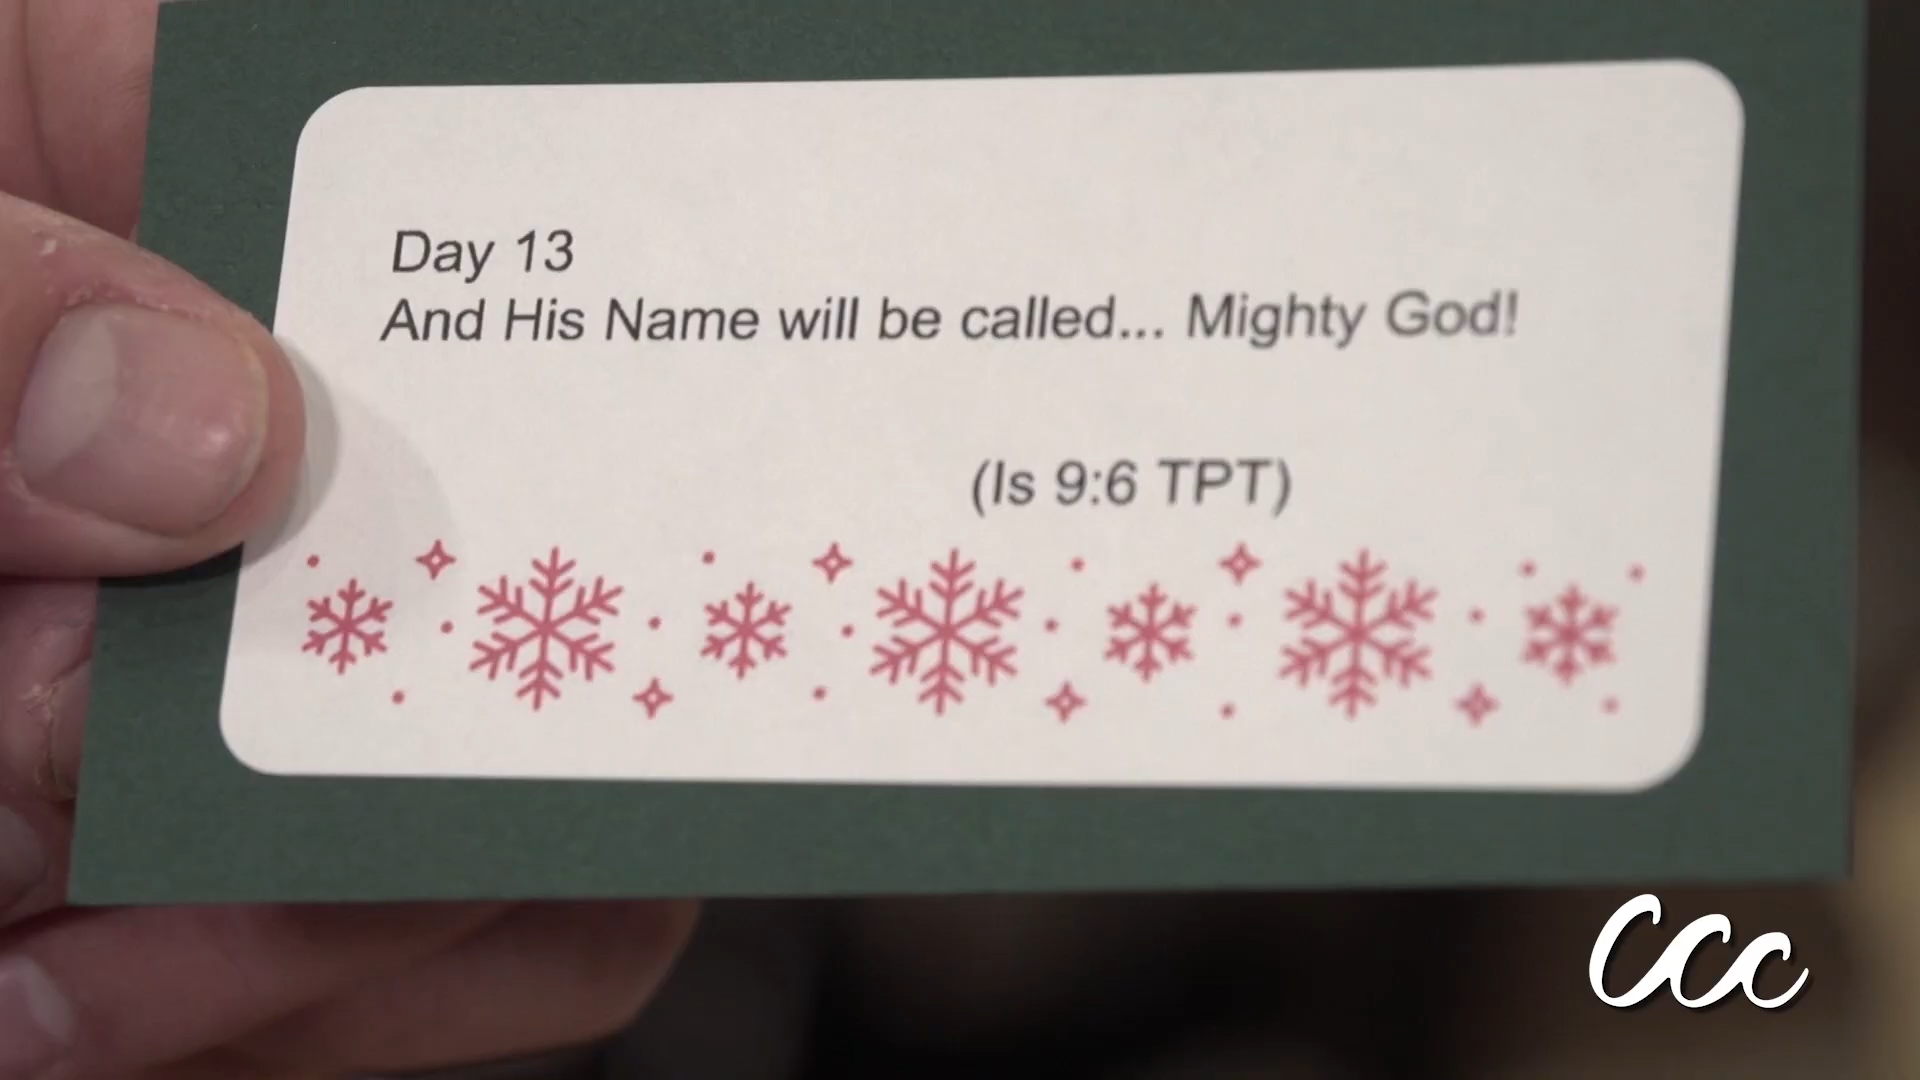 Day 13
And His Name will be called... Mighty God!
(Is 9:6 TPT)
CCC